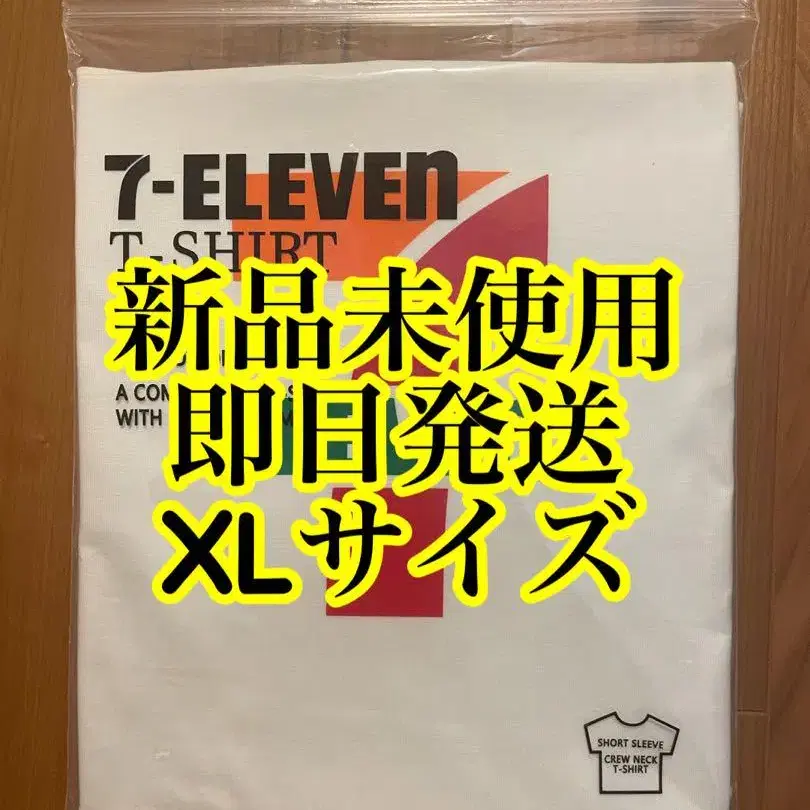 7-ELEVEn
T-SHIRT
新品未使用
A COM
即日発送
WITH
XLサイズ
SHORT SLEEVE
CREW NECK
T-SHIRT